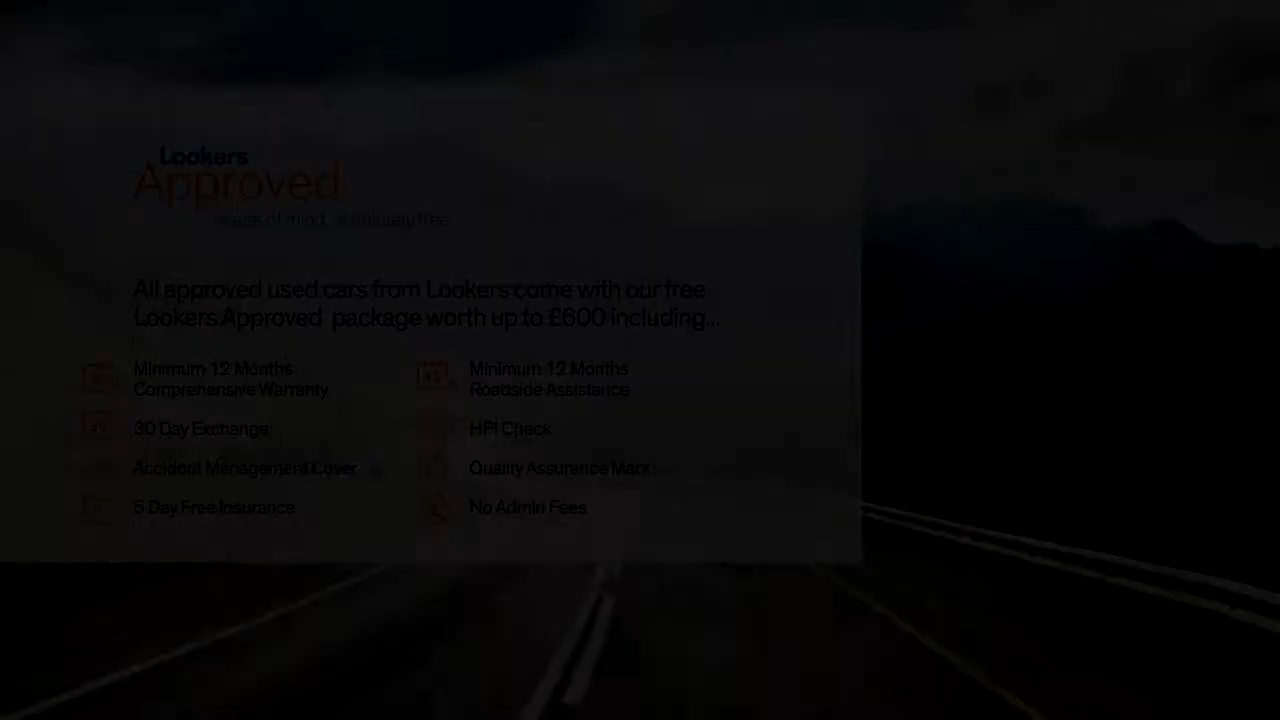 Lookers
Approved
peace of mind, absolutely free
All approved used cars from Lookers come with our free
Lookers Approved package worth up to £600 including...
Minimum 12 Months
Comprehensive Warranty
30 Day Exchange
Accident Management Cover
5 Day Free Insurance
Minimum 12 Months
Roadside Assistance
HPI Check
Quality Assurance Mark
No Admin Fees